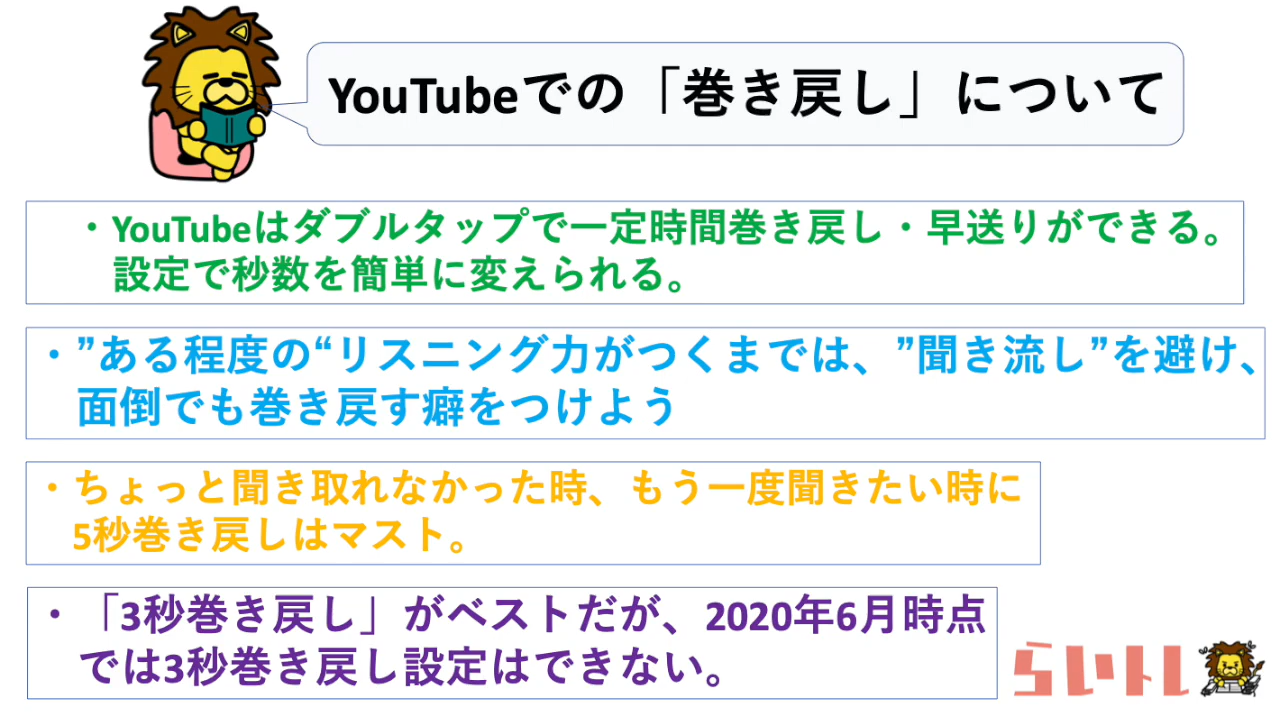 YouTubeでの「巻き戻し」について
・YouTubeはダブルタップで一定時間巻き戻し・早送りができる。
設定で秒数を簡単に変えられる。
・”ある程度の“リスニング力がつくまでは、”聞き流し”を避け、
面倒でも巻き戻す癖をつけよう
・ちょっと聞き取れなかった時、もう一度聞きたい時に
5秒巻き戻しはマスト。
・「3秒巻き戻し」がベストだが、2020年6月時点
では3秒巻き戻し設定はできない。
らいトレ